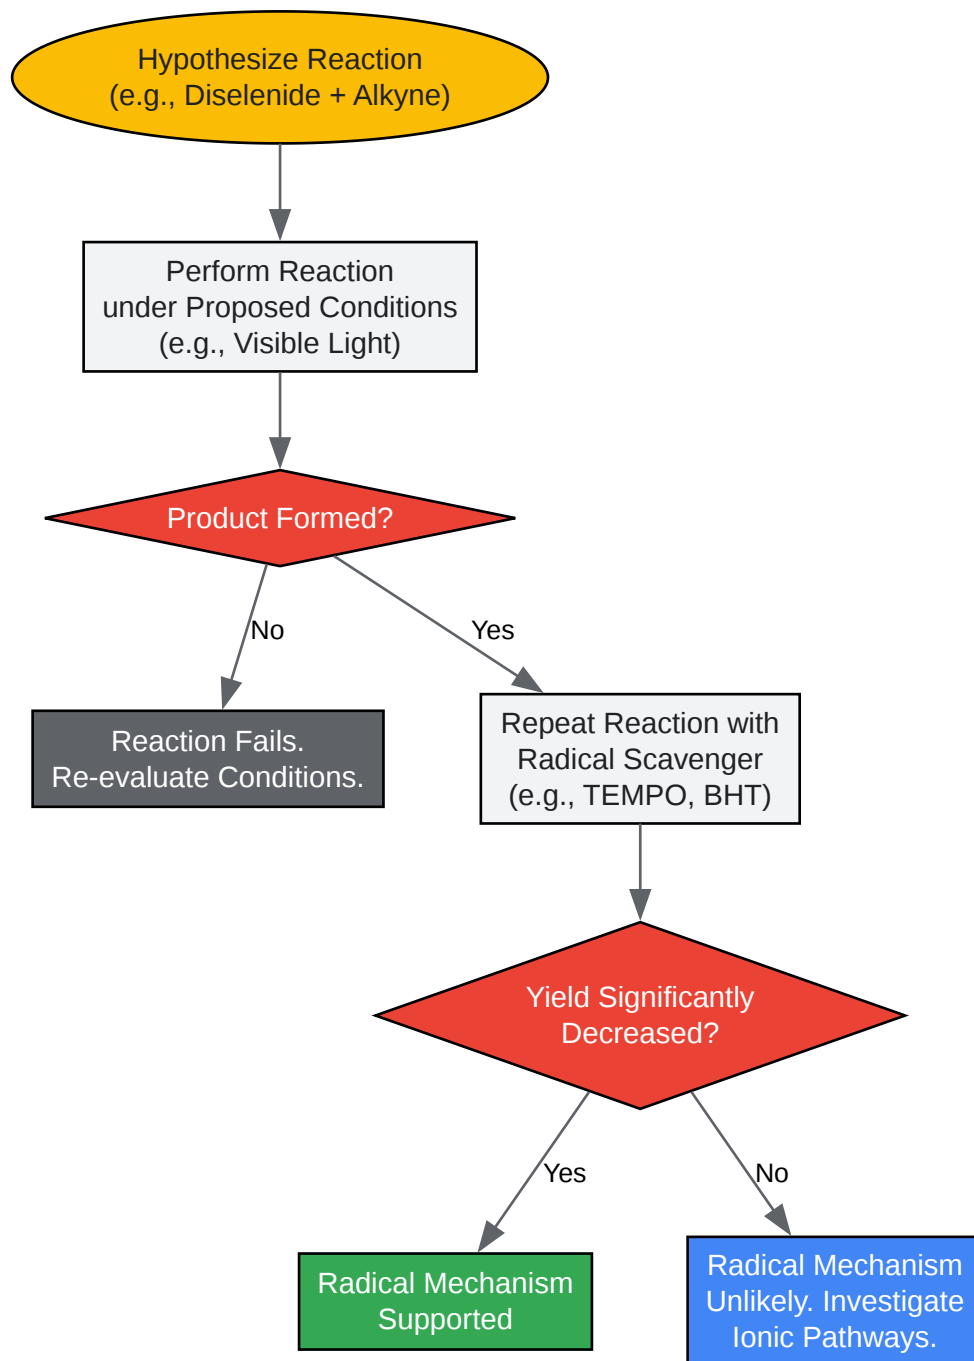 Hypothesize Reaction
(e.g., Diselenide + Alkyne)
Perform Reaction
under Proposed Conditions
(e.g., Visible Light)
Product Formed?
No
Yes
Reaction Fails.
Re-evaluate Conditions.
Repeat Reaction with
Radical Scavenger
(e.g., TEMPO, BHT)
Yield Significantly
Decreased?
Yes
No
Radical Mechanism
Supported
Radical Mechanism
Unlikely. Investigate
Ionic Pathways.